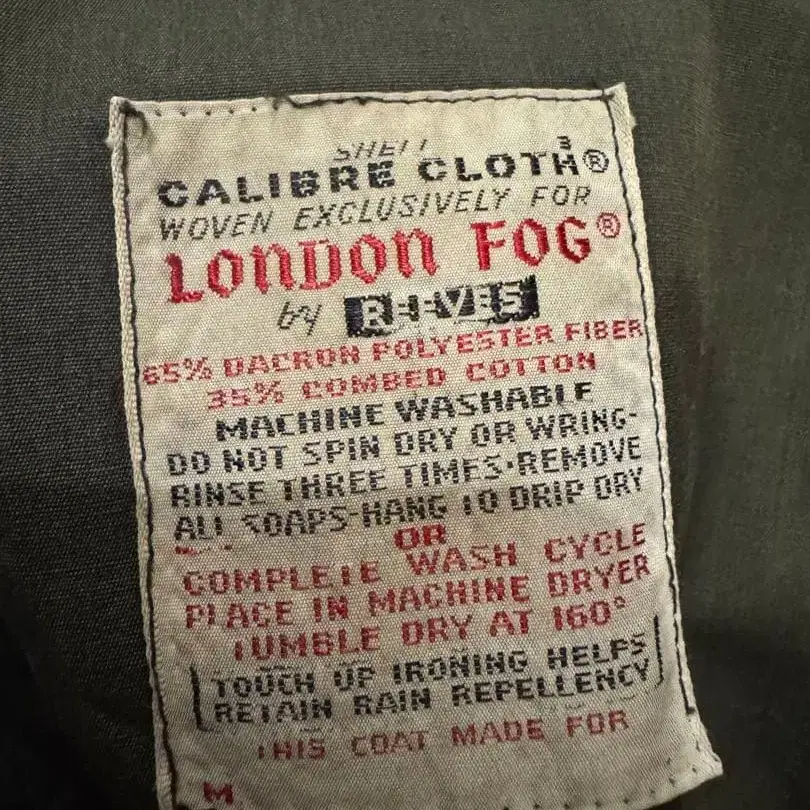 SHELL
CALIBRE CLOTH³®
WOVEN EXCLUSIVELY FOR
LONDON FOG®
by REEVES
65% DACRON POLYESTER FIBER
35% COMBED COTTON
MACHINE WASHABLE
DO NOT SPIN DRY OR WRING-
RINSE THREE TIMES·REMOVE
ALL SOAPS-HANG TO DRIP DRY
OR
COMPLETE WASH CYCLE
PLACE IN MACHINE DRYER
TUMBLE DRY AT 160°
[TOUCH UP IRONING HELPS
RETAIN RAIN REPELLENCY]
THIS COAT MADE FOR
M